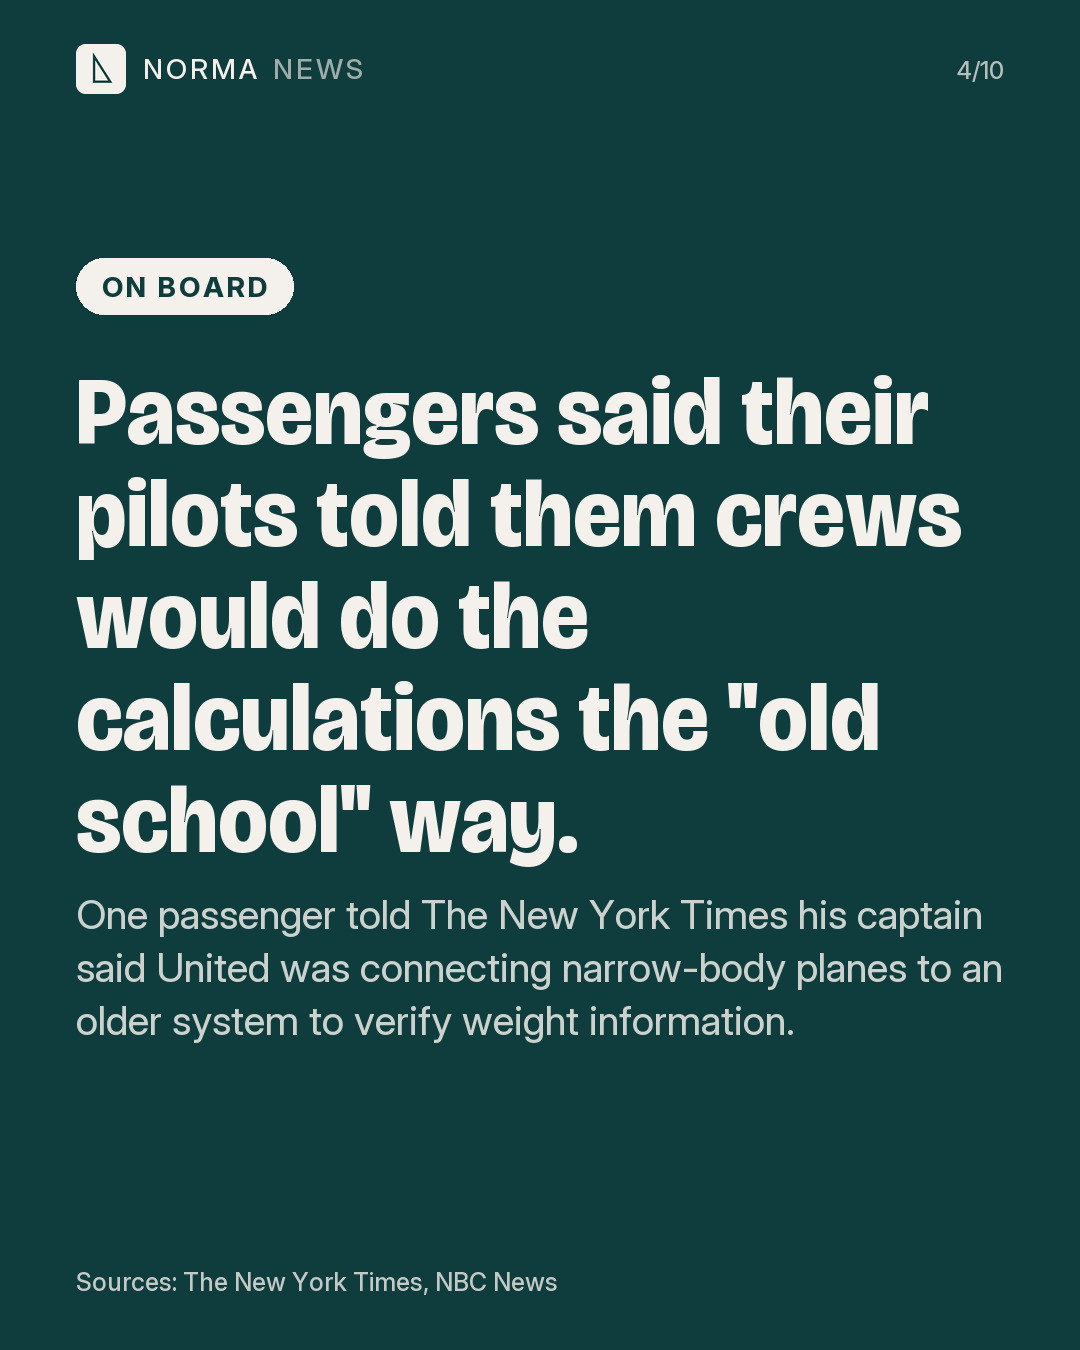 NORMA NEWS
4/10
ON BOARD
Passengers said their
pilots told them crews
would do the
calculations the "old
school" way.
One passenger told The New York Times his captain
said United was connecting narrow-body planes to an
older system to verify weight information.
Sources: The New York Times, NBC News